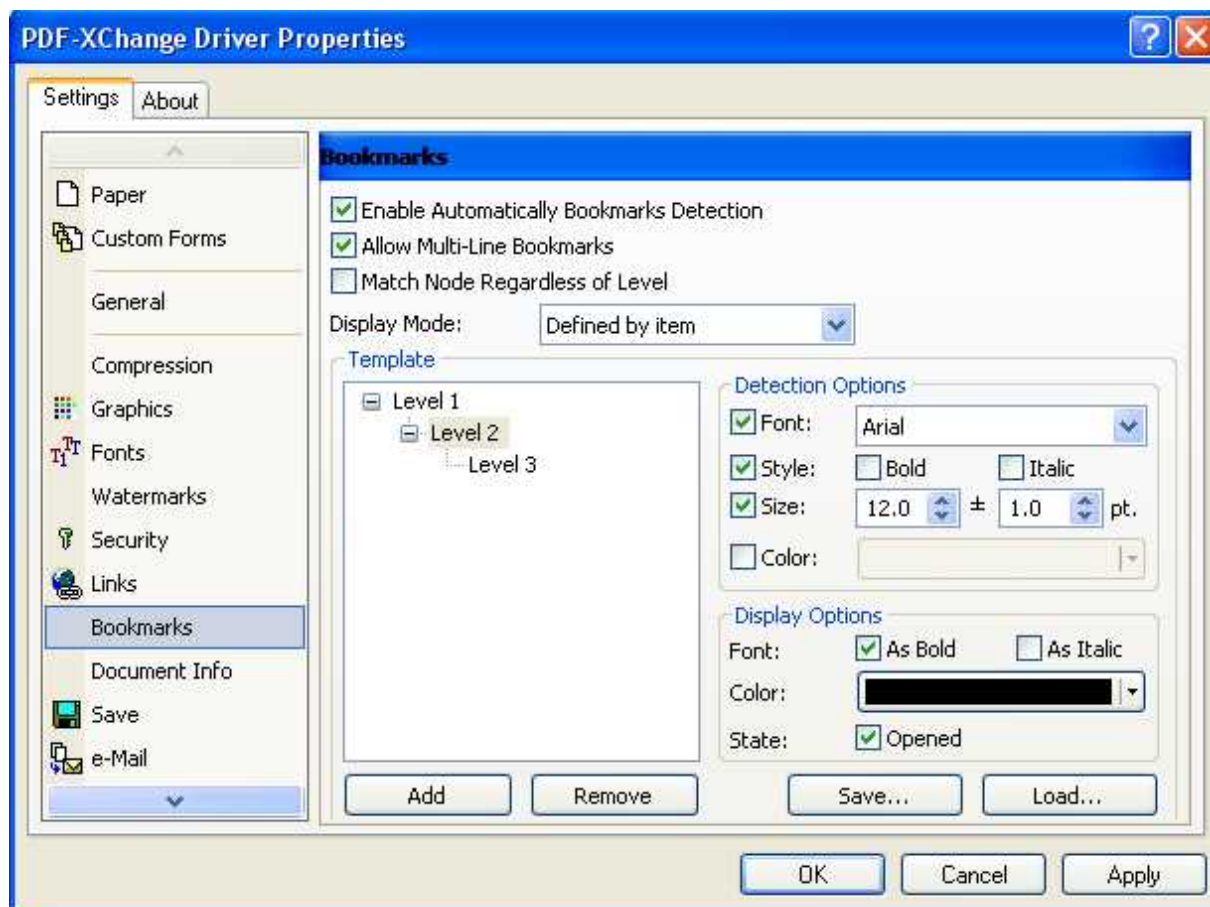 PDF-XChange Driver Properties
Settings About
Bookmarks
Paper
Custom Forms
General
Compression
Graphics
Fonts
Watermarks
Security
Links
Bookmarks
Document Info
Save
e-Mail
Enable Automatically Bookmarks Detection
Allow Multi-Line Bookmarks
Match Node Regardless of Level
Display Mode: Defined by item
Template
Level 1
Level 2
Level 3
Detection Options
Font: Arial
Style: Bold Italic
Size: 12.0 ± 1.0 pt.
Color:
Display Options
Font: As Bold As Italic
Color:
State: Opened
Add Remove Save... Load...
OK Cancel Apply